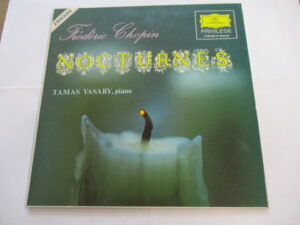 Frédéric Chopin
NOCTURNES
TAMAS VASARY, piano
PRIVILEGE